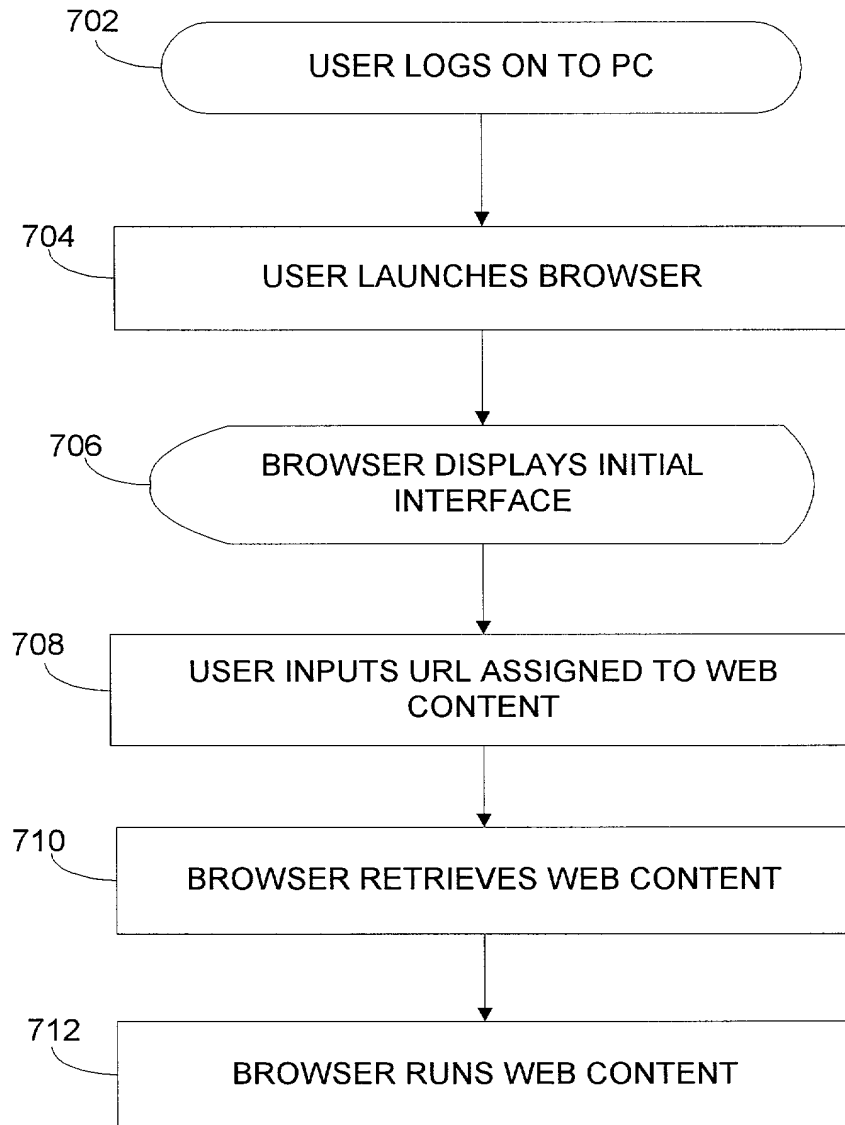 702
USER LOGS ON TO PC
704
USER LAUNCHES BROWSER
706
BROWSER DISPLAYS INITIAL
INTERFACE
708
USER INPUTS URL ASSIGNED TO WEB
CONTENT
710
BROWSER RETRIEVES WEB CONTENT
712
BROWSER RUNS WEB CONTENT